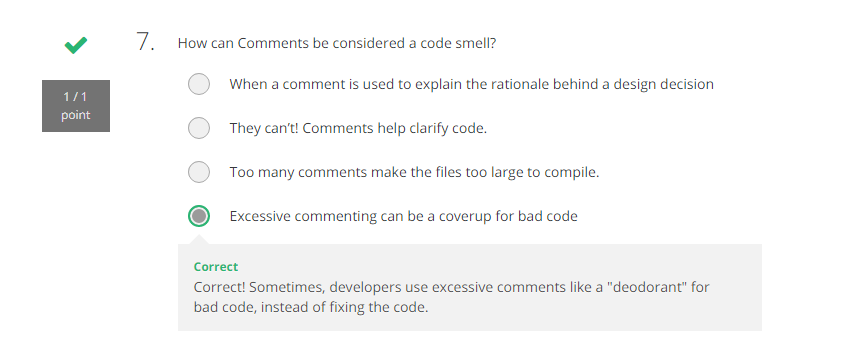 7. How can Comments be considered a code smell?
1 / 1
point
When a comment is used to explain the rationale behind a design decision
They can't! Comments help clarify code.
Too many comments make the files too large to compile.
Excessive commenting can be a coverup for bad code
Correct
Correct! Sometimes, developers use excessive comments like a "deodorant" for
bad code, instead of fixing the code.